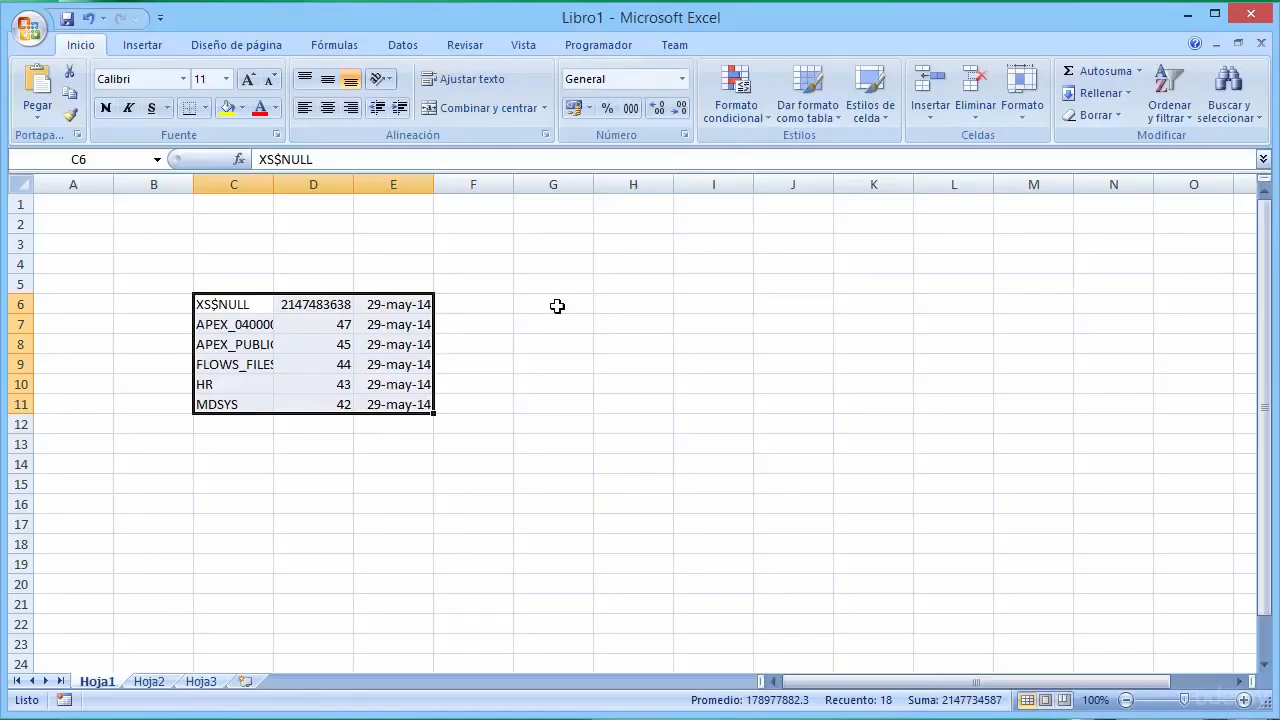 Libro1 - Microsoft Excel
Inicio Insertar Diseño de página Fórmulas Datos Revisar Vista Programador Team
Pegar
Calibri 11
N K S
Ajustar texto
Combinar y centrar
General
% 000
Formato condicional
Dar formato como tabla
Estilos de celda
Insertar Eliminar Formato
Autosuma
Rellenar
Borrar
Ordenar y filtrar
Buscar y seleccionar
Portapa... Fuente Alineación Número Estilos Celdas Modificar
C6 fx XS$NULL
A B C D E F G H I J K L M N O
1
2
3
4
5
6 XS$NULL 2147483638 29-may-14
7 APEX_040000 47 29-may-14
8 APEX_PUBLIC 45 29-may-14
9 FLOWS_FILES 44 29-may-14
10 HR 43 29-may-14
11 MDSYS 42 29-may-14
12
13
14
15
16
17
18
19
20
21
22
23
24
Hoja1 Hoja2 Hoja3
Listo Promedio: 178977882.3 Recuento: 18 Suma: 2147734587 100%
udemy